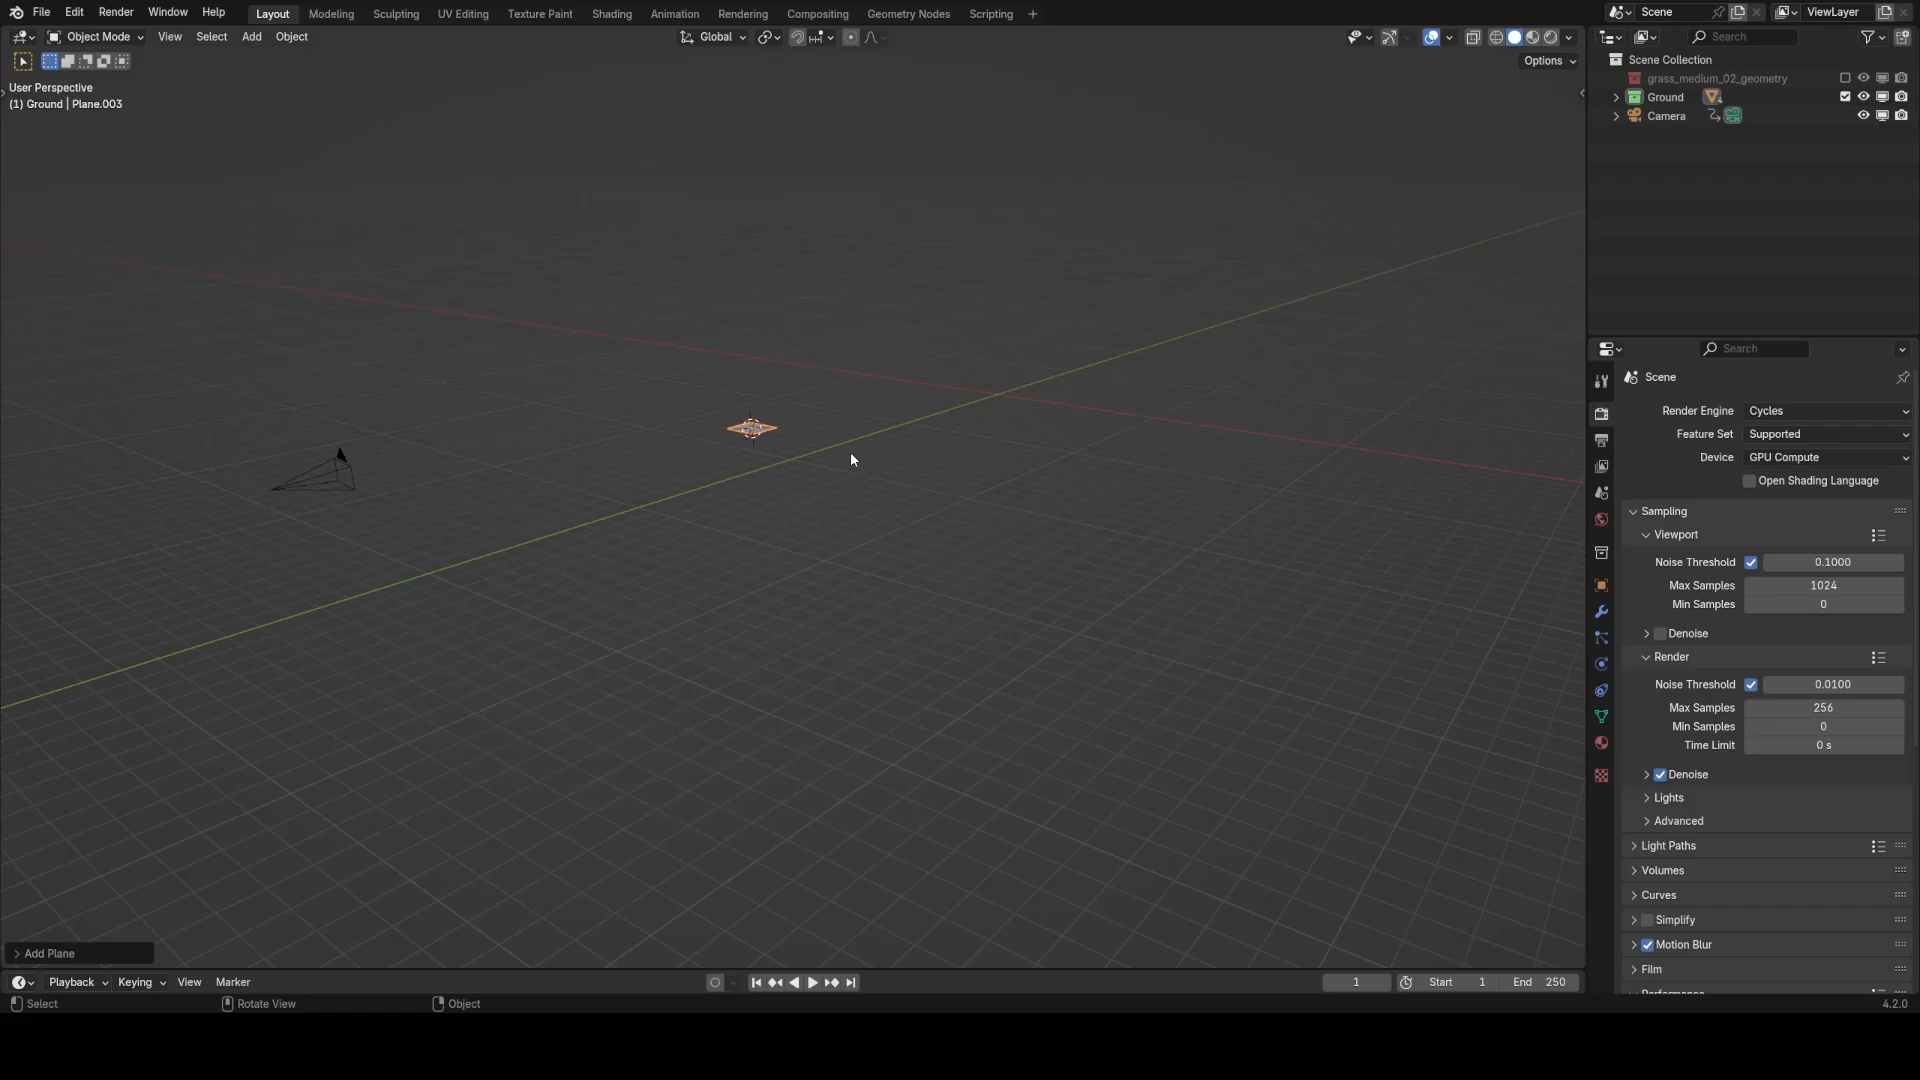 File Edit Render Window Help Layout Modeling Sculpting UV Editing Texture Paint Shading Animation Rendering Compositing Geometry Nodes Scripting + Scene ViewLayer
Object Mode View Select Add Object Global Search
Options
User Perspective
(1) Ground | Plane.003
Scene Collection
grass_medium_02_geometry
Ground 4
Camera
Search
Scene
Render Engine Cycles
Feature Set Supported
Device GPU Compute
Open Shading Language
Sampling
Viewport
Noise Threshold 0.1000
Max Samples 1024
Min Samples 0
Denoise
Render
Noise Threshold 0.0100
Max Samples 256
Min Samples 0
Time Limit 0 s
Denoise
Lights
Advanced
Light Paths
Volumes
Curves
Simplify
Motion Blur
Film
Performance
Add Plane
Playback Keying View Marker 1 Start 1 End 250
Select Rotate View Object 4.2.0